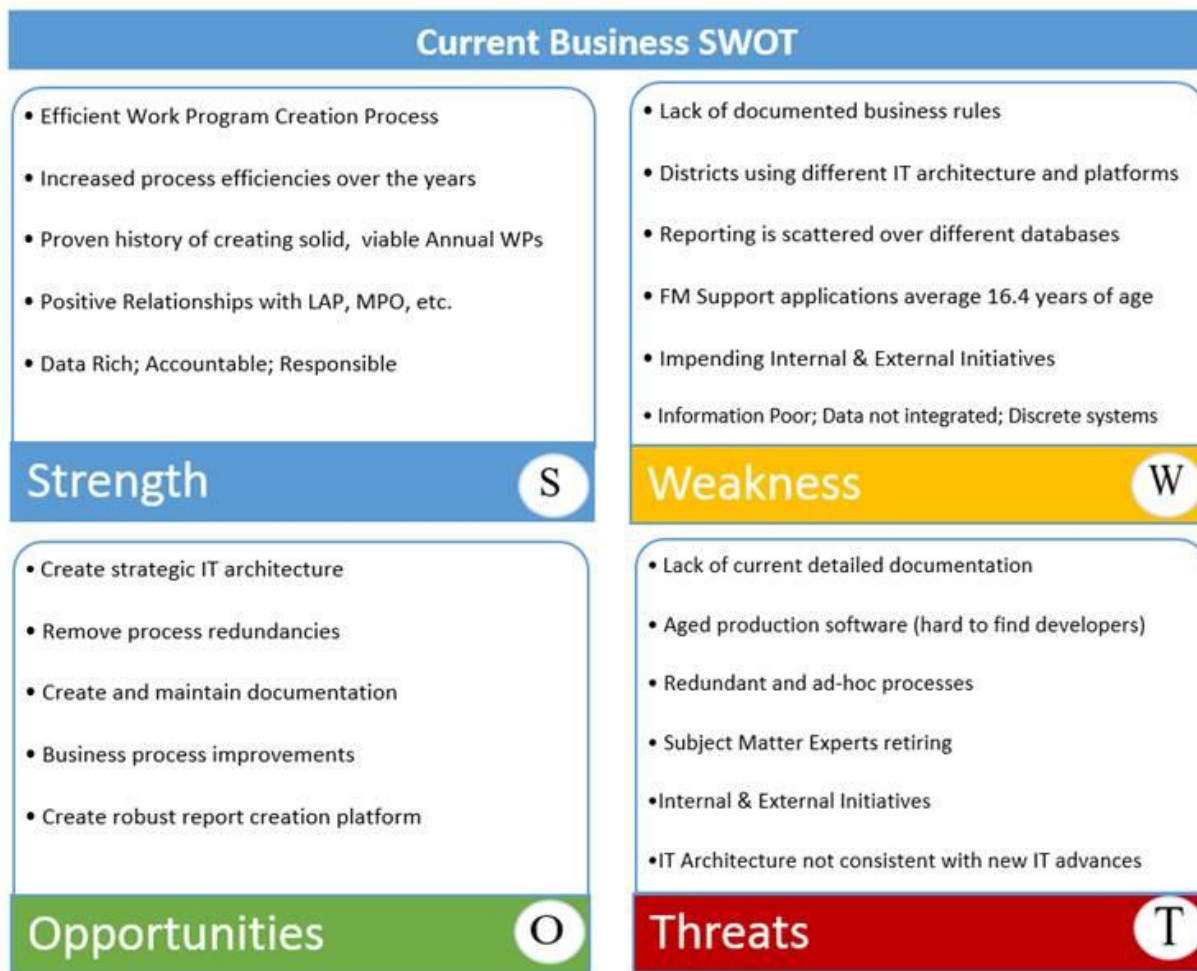 Current Business SWOT
• Efficient Work Program Creation Process
• Increased process efficiencies over the years
• Proven history of creating solid, viable Annual WPs
• Positive Relationships with LAP, MPO, etc.
• Data Rich; Accountable; Responsible
Strength
S
• Lack of documented business rules
• Districts using different IT architecture and platforms
• Reporting is scattered over different databases
• FM Support applications average 16.4 years of age
• Impending Internal & External Initiatives
• Information Poor; Data not integrated; Discrete systems
Weakness
W
• Create strategic IT architecture
• Remove process redundancies
• Create and maintain documentation
• Business process improvements
• Create robust report creation platform
Opportunities
O
• Lack of current detailed documentation
• Aged production software (hard to find developers)
• Redundant and ad-hoc processes
• Subject Matter Experts retiring
•Internal & External Initiatives
•IT Architecture not consistent with new IT advances
Threats
T